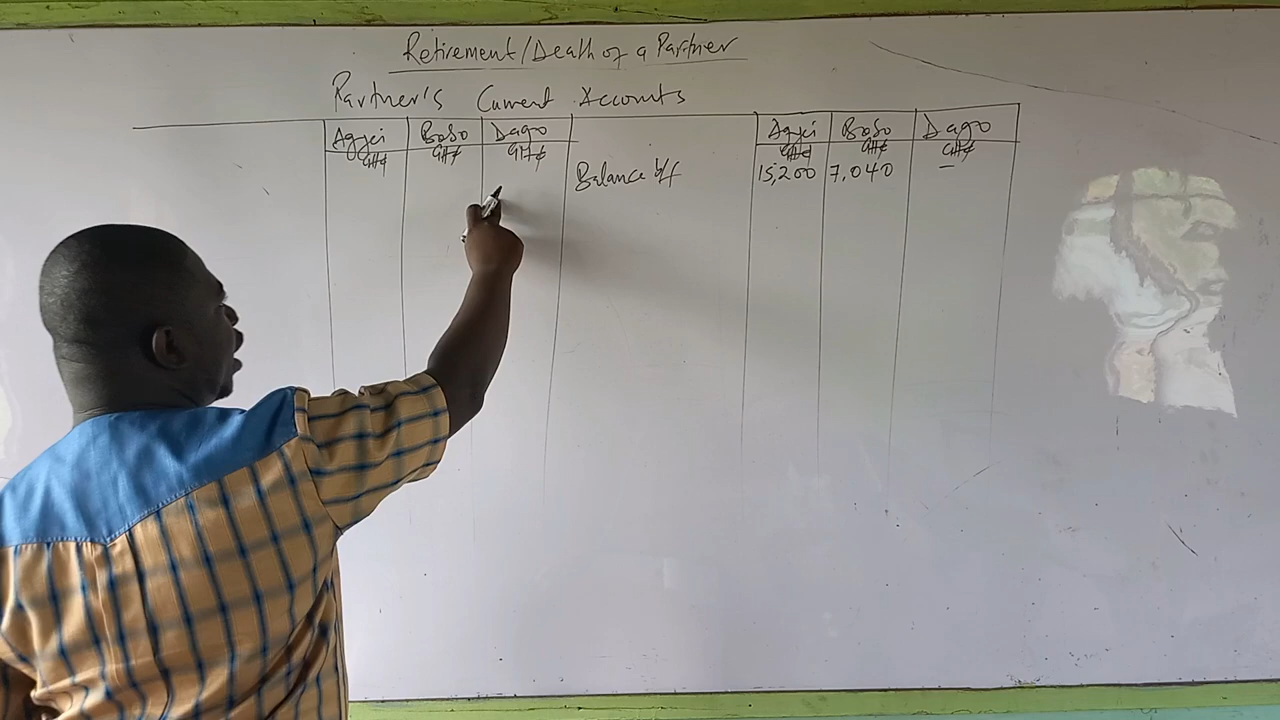 Retirement/Death of a Partner
Partner's Current Accounts
Agyei Boso Dago Agyei Boso Dago
GH¢ GH¢ GH¢ GH¢ GH¢ GH¢
Balance b/f 15,200 7,040 –